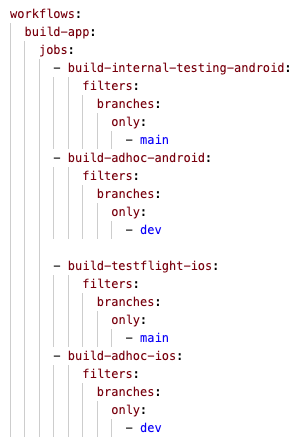 workflows:
  build-app:
    jobs:
      - build-internal-testing-android:
          filters:
            branches:
              only:
                - main
      - build-adhoc-android:
          filters:
            branches:
              only:
                - dev

      - build-testflight-ios:
          filters:
            branches:
              only:
                - main
      - build-adhoc-ios:
          filters:
            branches:
              only:
                - dev